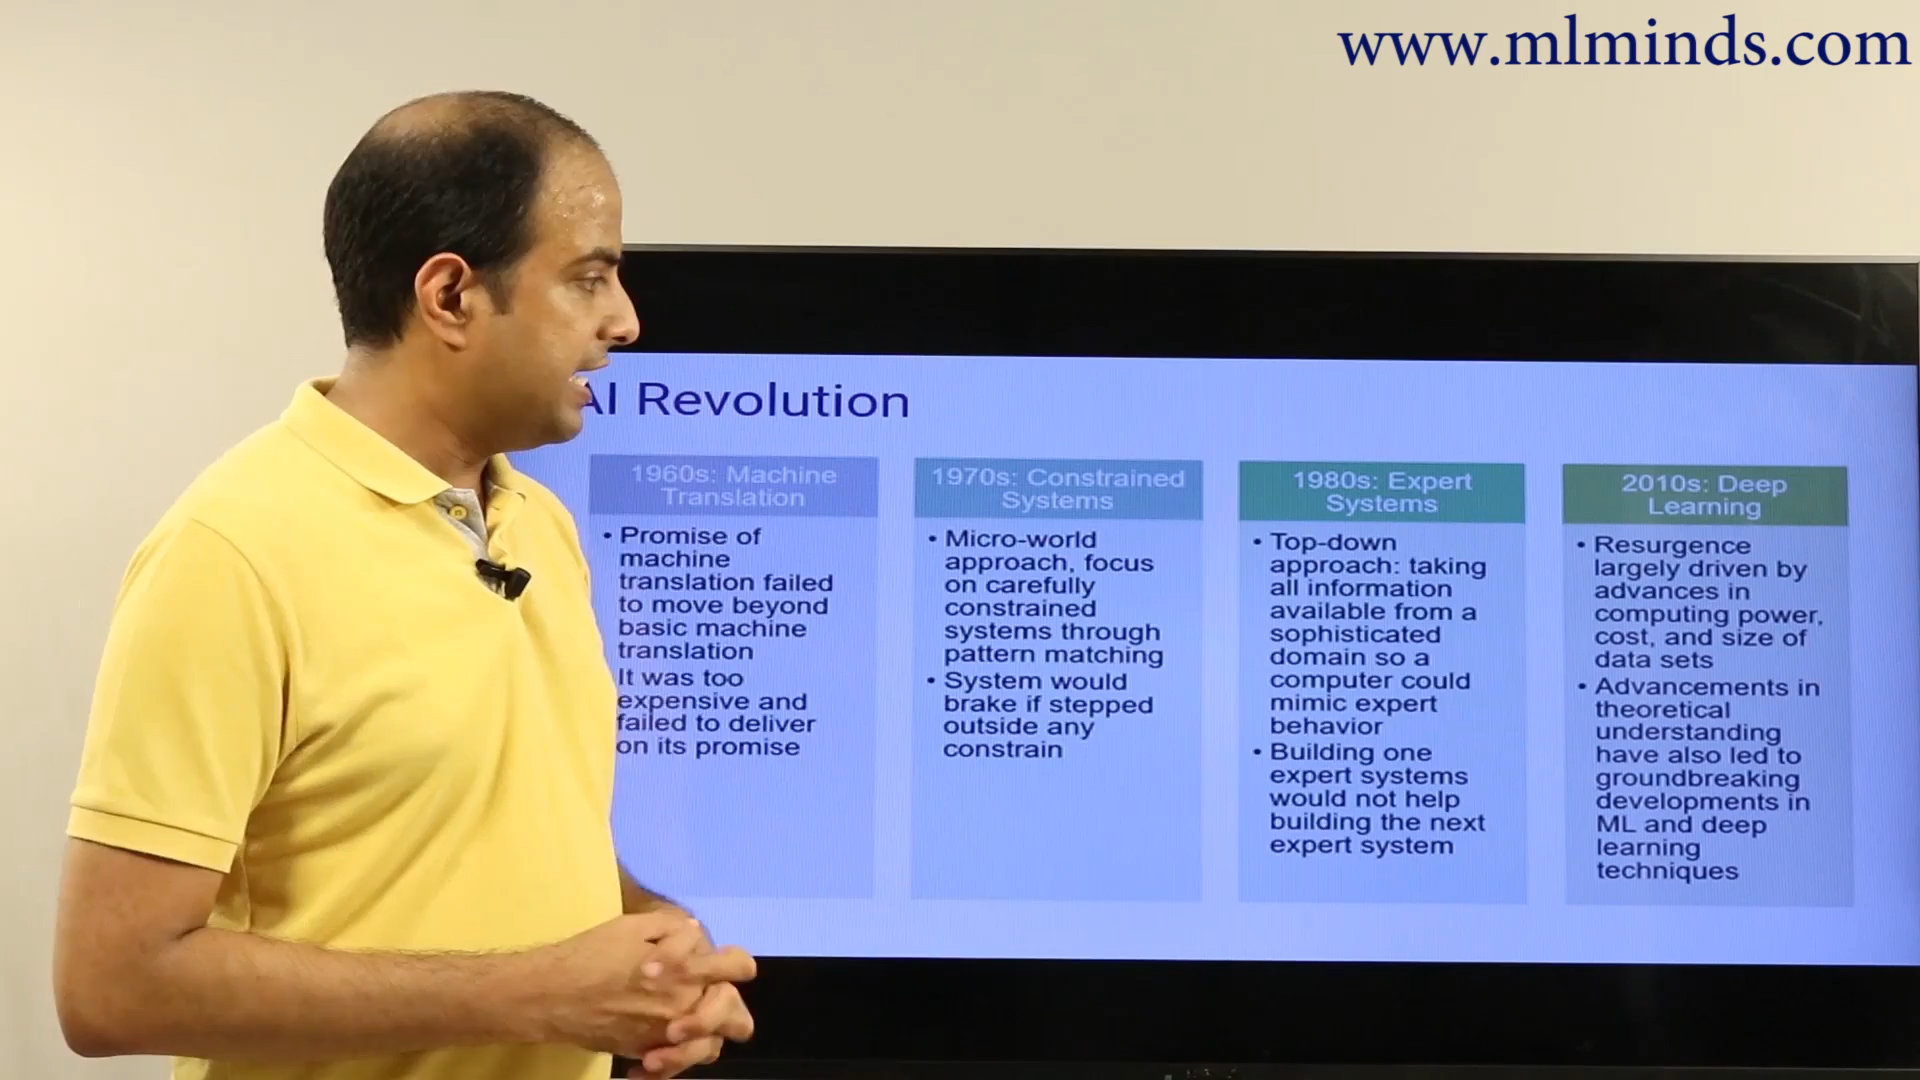 www.mlminds.com
AI Revolution
1960s: Machine
Translation
• Promise of
machine
translation failed
to move beyond
basic machine
translation
It was too
expensive and
failed to deliver
on its promise
1970s: Constrained
Systems
• Micro-world
approach, focus
on carefully
constrained
systems through
pattern matching
• System would
brake if stepped
outside any
constrain
1980s: Expert
Systems
• Top-down
approach: taking
all information
available from a
sophisticated
domain so a
computer could
mimic expert
behavior
• Building one
expert systems
would not help
building the next
expert system
2010s: Deep
Learning
• Resurgence
largely driven by
advances in
computing power,
cost, and size of
data sets
• Advancements in
theoretical
understanding
have also led to
groundbreaking
developments in
ML and deep
learning
techniques